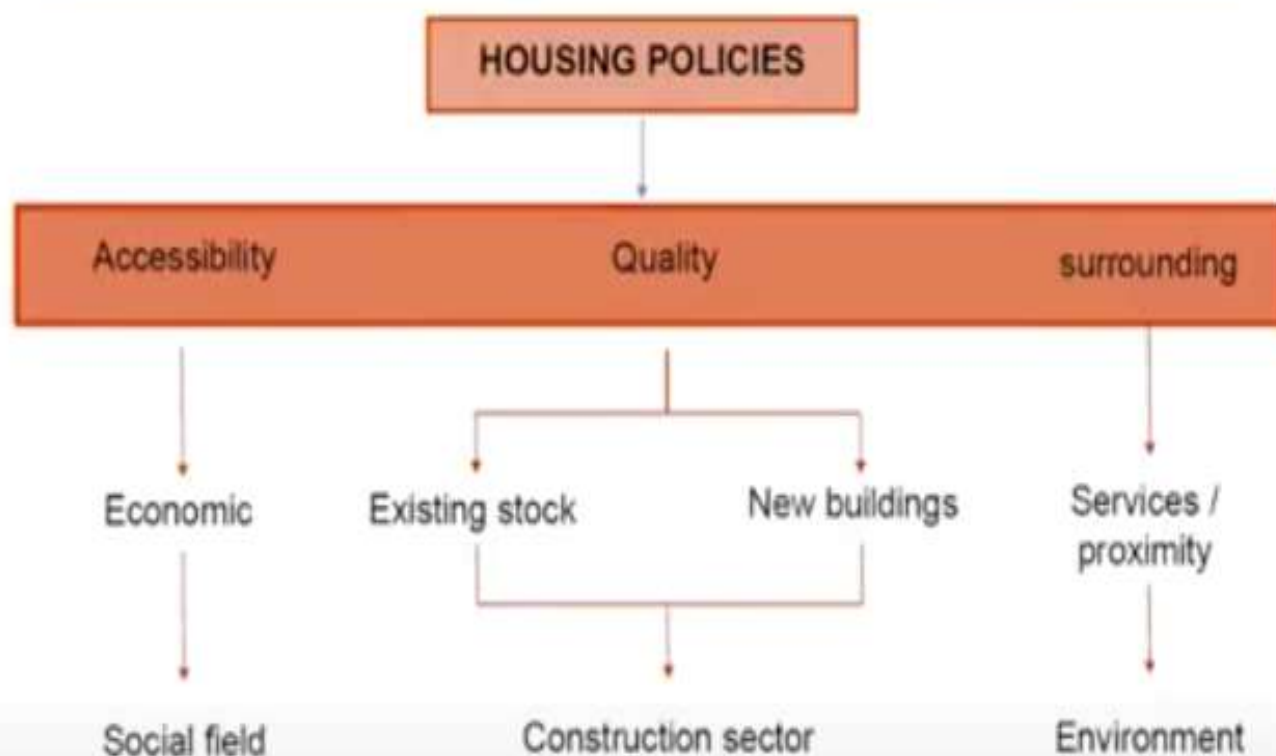 HOUSING POLICIES
Accessibility Quality surrounding
Economic Existing stock New buildings Services /
proximity
Social field Construction sector Environment